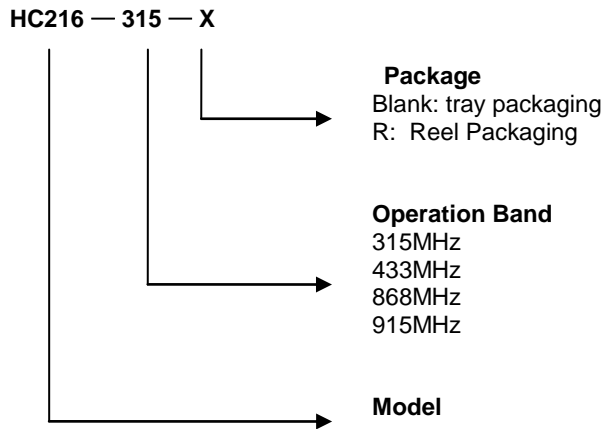 HC216 — 315 — X
Package
Blank: tray packaging
R: Reel Packaging
Operation Band
315MHz
433MHz
868MHz
915MHz
Model